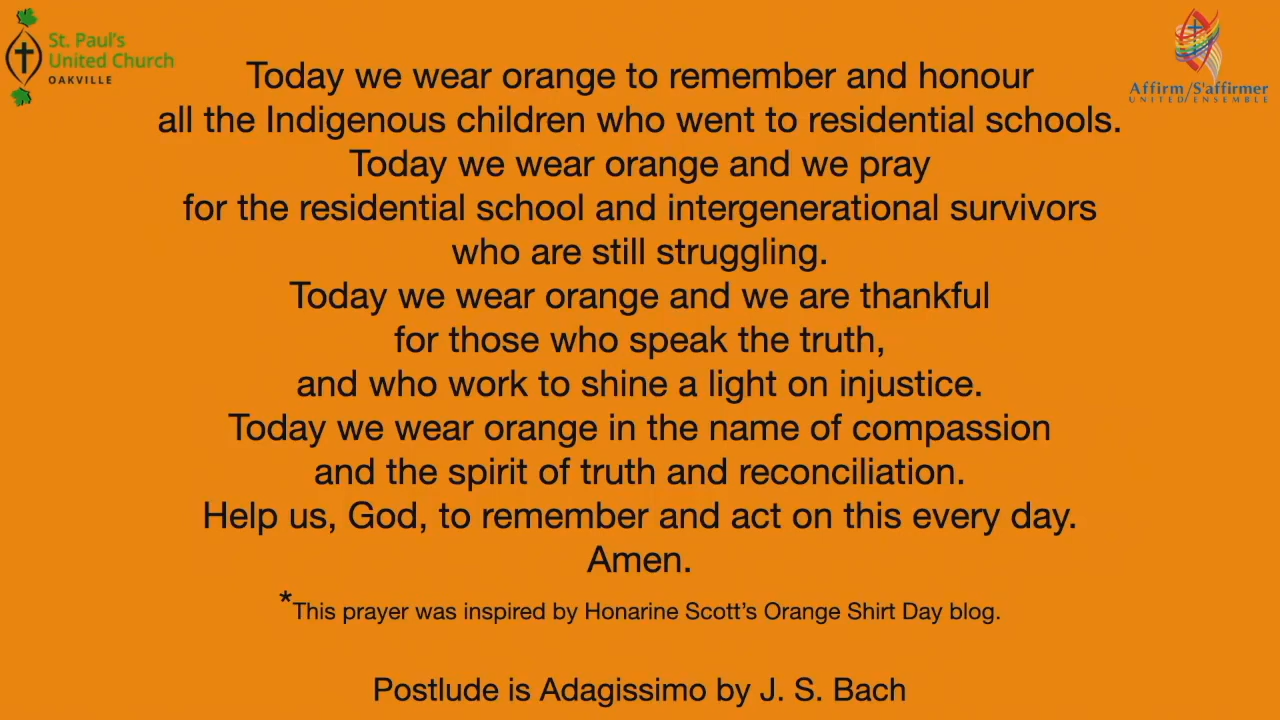 St. Paul's
United Church
OAKVILLE
Affirm/S'affirmer
UNITED/ENSEMBLE
Today we wear orange to remember and honour
all the Indigenous children who went to residential schools.
Today we wear orange and we pray
for the residential school and intergenerational survivors
who are still struggling.
Today we wear orange and we are thankful
for those who speak the truth,
and who work to shine a light on injustice.
Today we wear orange in the name of compassion
and the spirit of truth and reconciliation.
Help us, God, to remember and act on this every day.
Amen.
*This prayer was inspired by Honarine Scott’s Orange Shirt Day blog.
Postlude is Adagissimo by J. S. Bach